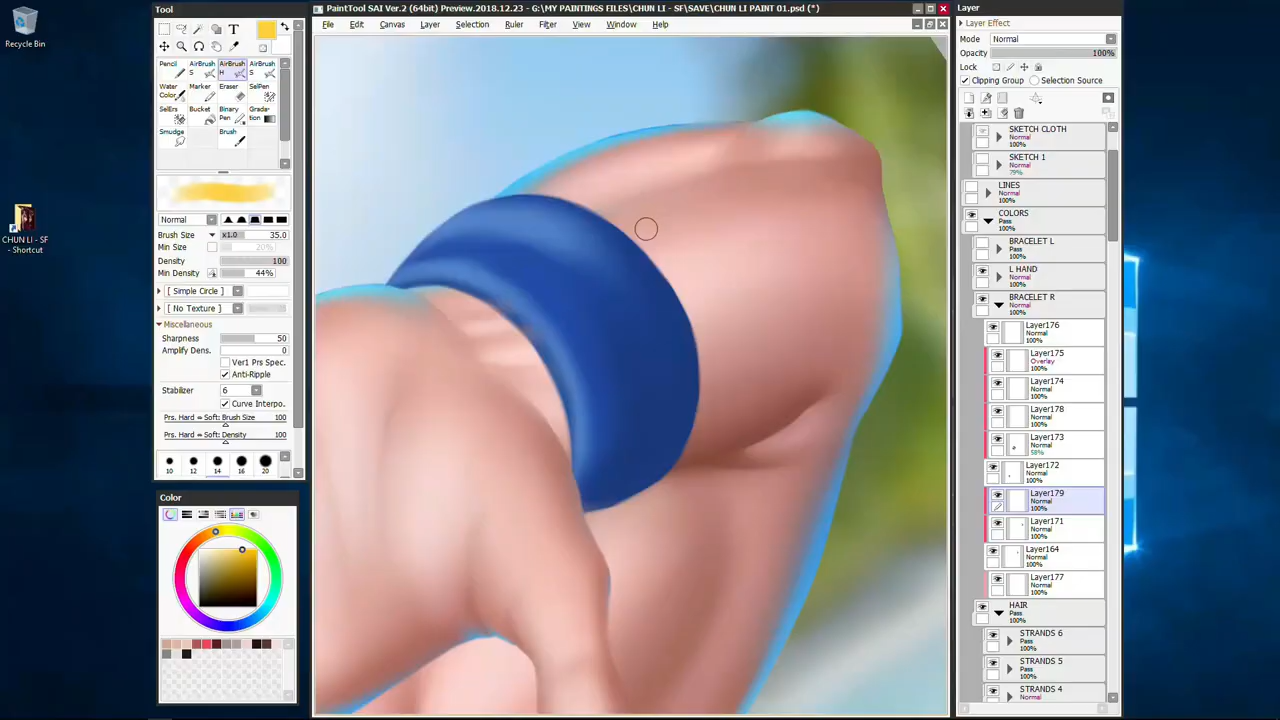 Recycle Bin
CHUN LI - SF
- Shortcut
Tool
T
Pencil
AirBrush
S
AirBrush
H
AirBrush
S
Water
Color
Marker
Eraser
SelPen
SelErs
Bucket
Binary
Pen
Gradar
tion
Smudge
Brush
Normal
Brush Size
x1.0
35.0
Min Size
20%
Density
100
Min Density
44%
[ Simple Circle ]
[ No Texture ]
Miscellaneous
Sharpness
50
Amplify Dens.
0
Ver1 Prs Spec.
Anti-Ripple
Stabilizer
6
Curve Interpo.
Prs. Hard ⇔ Soft: Brush Size
100
Prs. Hard ⇔ Soft: Density
100
10
12
14
16
20
Color
PaintTool SAI Ver.2 (64bit) Preview.2018.12.23 - G:\MY PAINTINGS FILES\CHUN LI - SF\SAVE\CHUN LI PAINT 01.psd (*)
File
Edit
Canvas
Layer
Selection
Ruler
Filter
View
Window
Help
Layer
Layer Effect
Mode
Normal
Opacity
100%
Lock
Clipping Group
Selection Source
SKETCH CLOTH
Normal
100%
SKETCH 1
Normal
79%
LINES
Normal
100%
COLORS
Pass
100%
BRACELET L
Pass
100%
L HAND
Normal
100%
BRACELET R
Normal
100%
Layer176
Normal
100%
Layer175
Overlay
100%
Layer174
Normal
100%
Layer178
Normal
100%
Layer173
Normal
58%
Layer172
Normal
100%
Layer179
Normal
100%
Layer171
Normal
100%
Layer164
Normal
100%
Layer177
Normal
100%
HAIR
Pass
100%
STRANDS 6
Normal
100%
STRANDS 5
Pass
100%
STRANDS 4
Normal